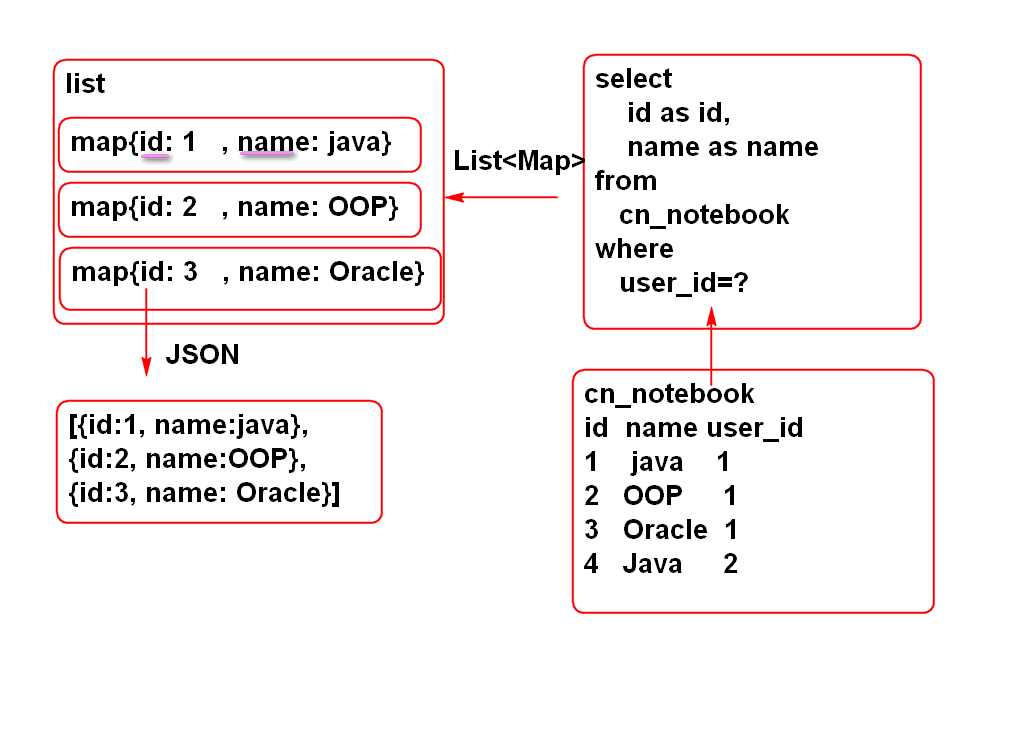 list
map{id: 1 , name: java}
map{id: 2 , name: OOP}
map{id: 3 , name: Oracle}
JSON
[{id:1, name:java},
{id:2, name:OOP},
{id:3, name: Oracle}]
List<Map>
select
id as id,
name as name
from
cn_notebook
where
user_id=?
cn_notebook
id name user_id
1 java 1
2 OOP 1
3 Oracle 1
4 Java 2